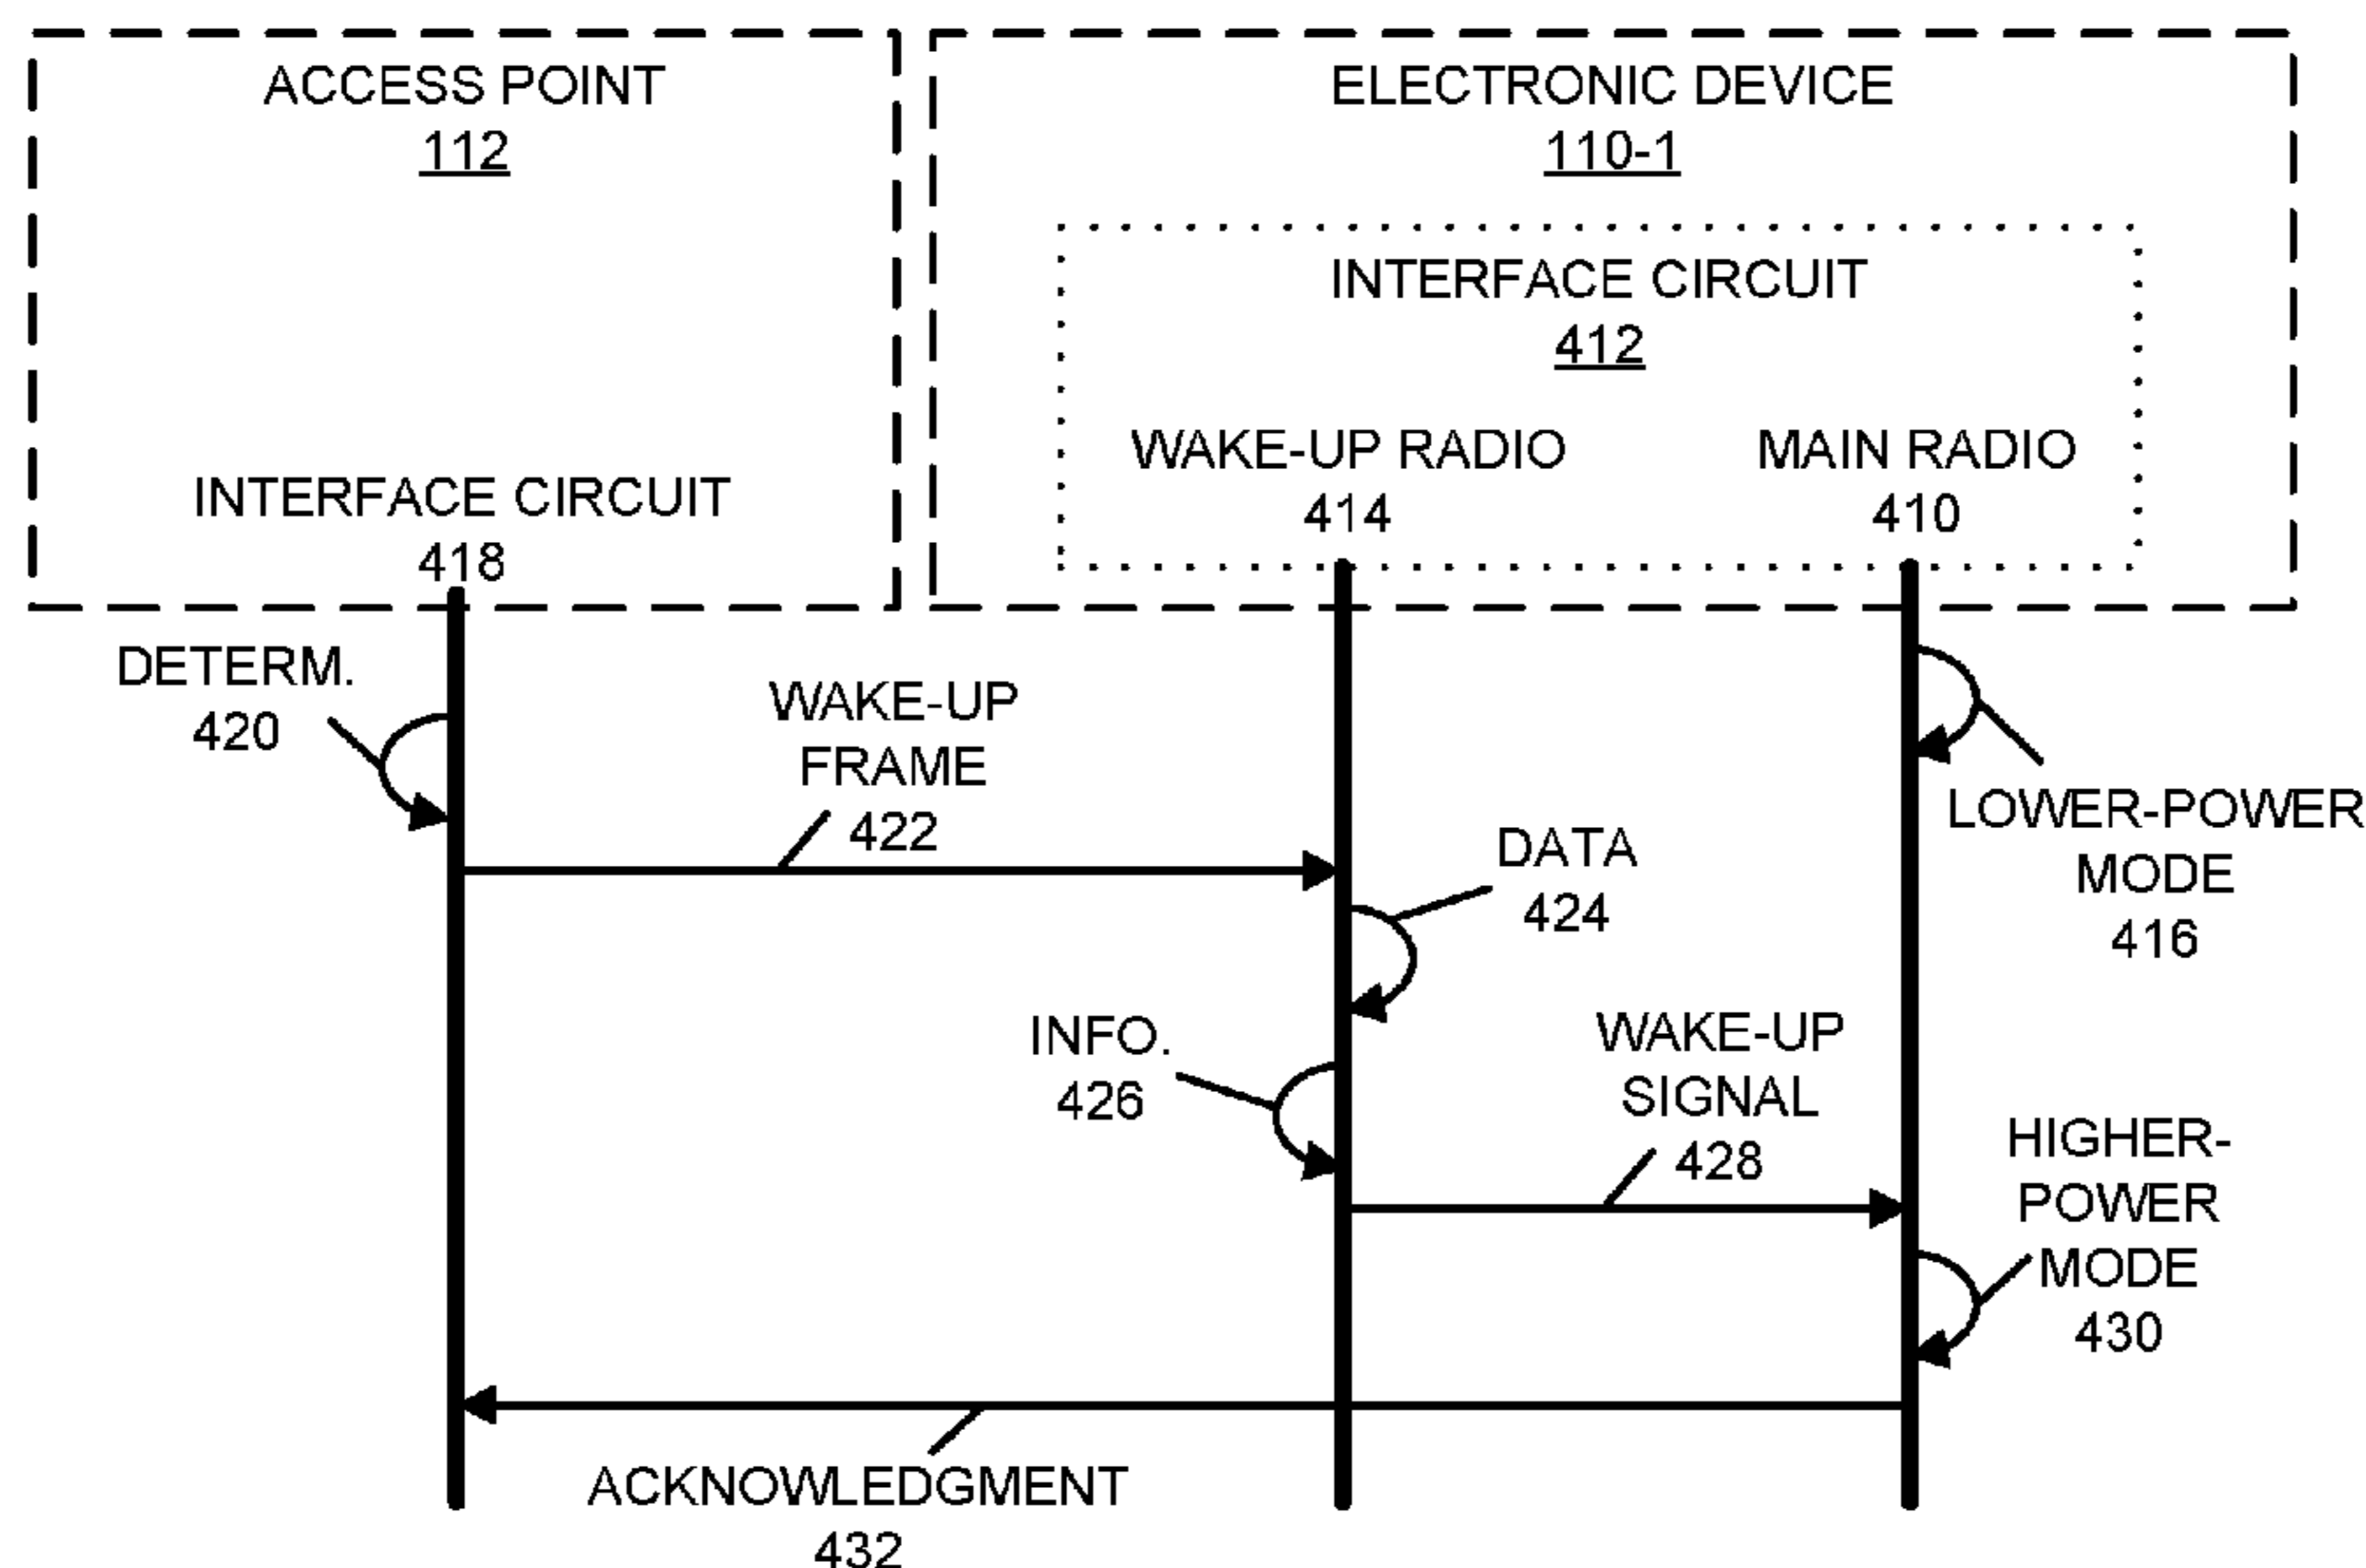 ACCESS POINT
112
ELECTRONIC DEVICE
110-1
INTERFACE CIRCUIT
412
WAKE-UP RADIO
414
MAIN RADIO
410
INTERFACE CIRCUIT
418
DETERM.
420
WAKE-UP
FRAME
422
LOWER-POWER
MODE
416
DATA
424
INFO.
426
WAKE-UP
SIGNAL
428
HIGHER-
POWER
MODE
430
ACKNOWLEDGMENT
432